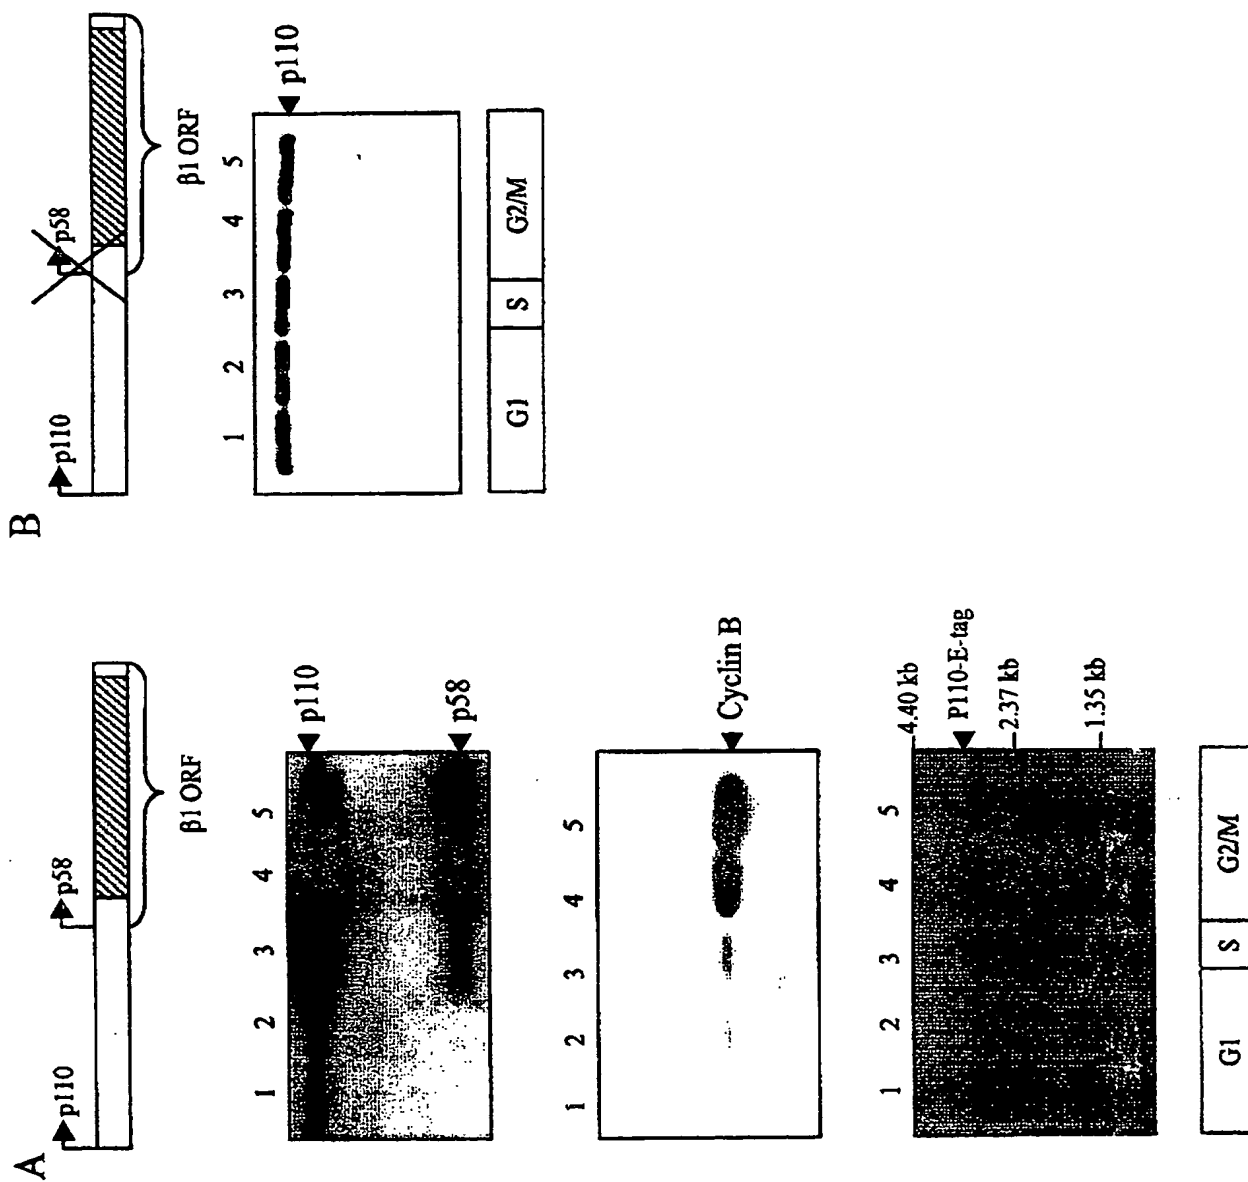 A
p110
p58
β1 ORF
1 2 3 4 5
p110
p58
1 2 3 4 5
Cyclin B
1 2 3 4 5
4.40 kb
P110-E-tag
2.37 kb
1.35 kb
G1 S G2/M
B
p110
p58
β1 ORF
1 2 3 4 5
p110
G1 S G2/M